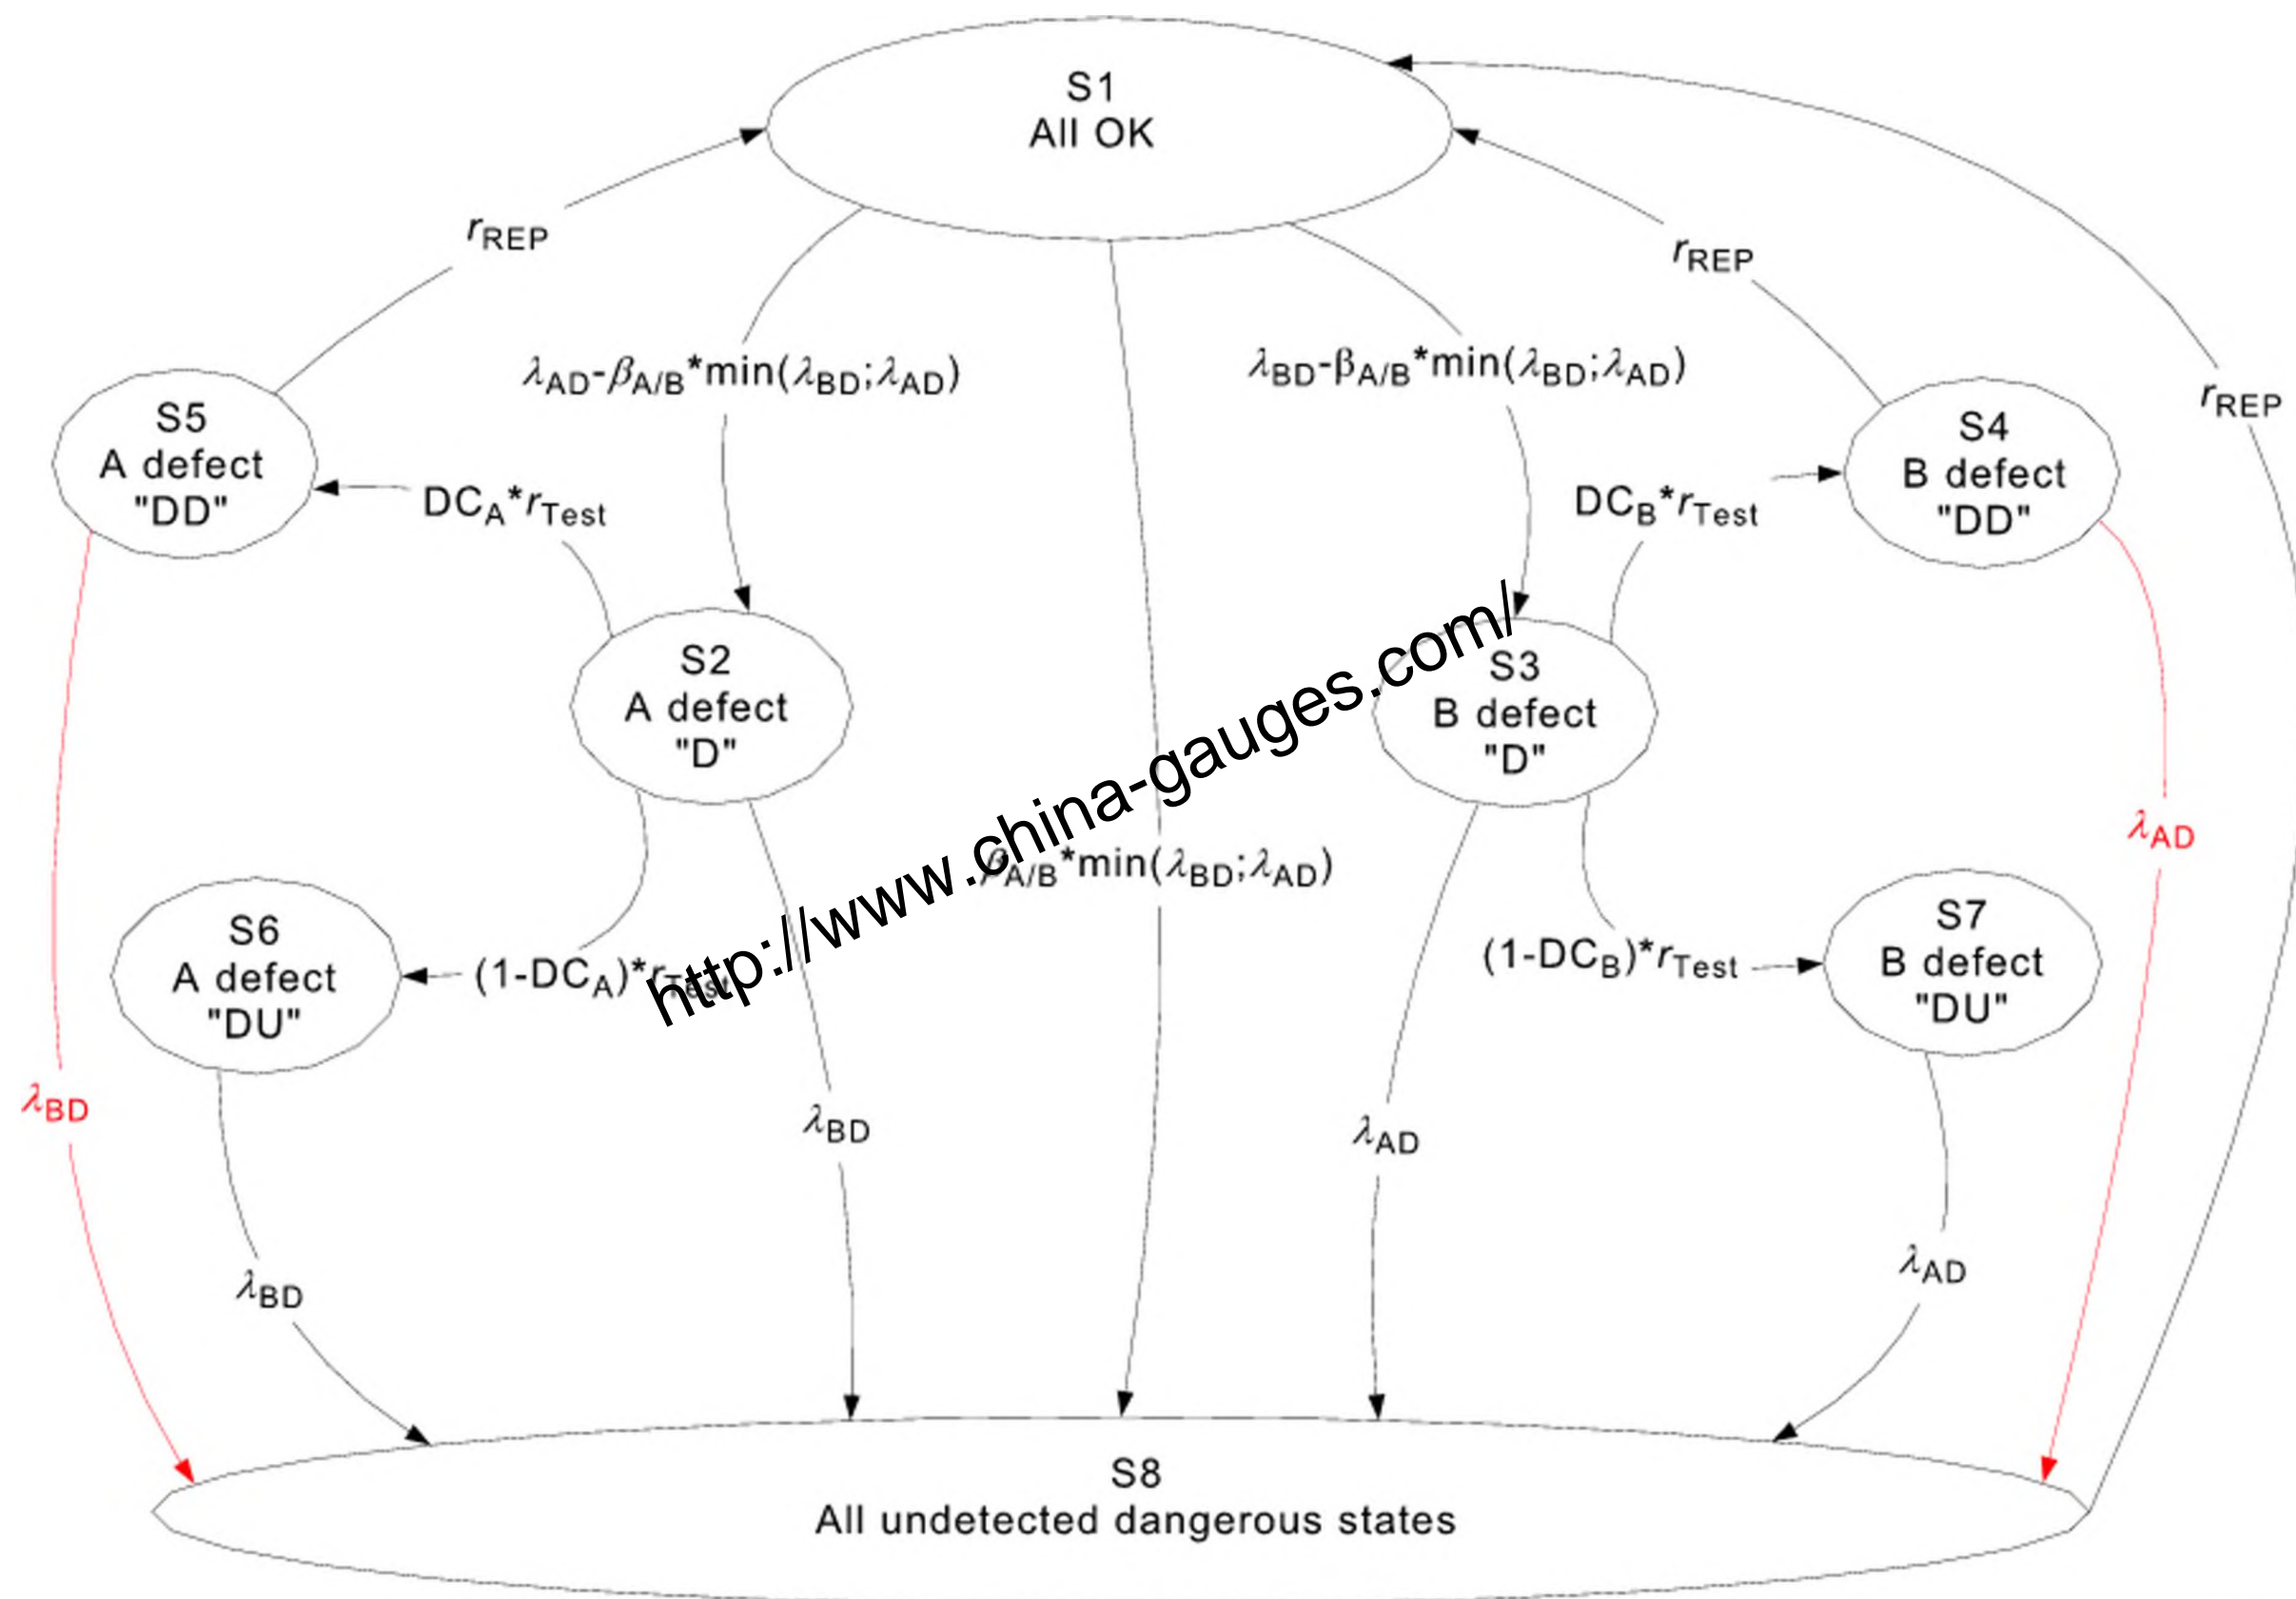 S1
All OK
rREP
rREP
λAD-βA/B*min(λBD;λAD)
λBD-βA/B*min(λBD;λAD)
rREP
S5
A defect
"DD"
DCA*rTest
DCB*rTest
S4
B defect
"DD"
S2
A defect
"D"
S3
B defect
"D"
http://www.china-gauges.com/
βA/B*min(λBD;λAD)
λAD
S6
A defect
"DU"
(1-DCA)*rTest
(1-DCB)*rTest
S7
B defect
"DU"
λBD
λBD
λAD
λBD
λAD
S8
All undetected dangerous states